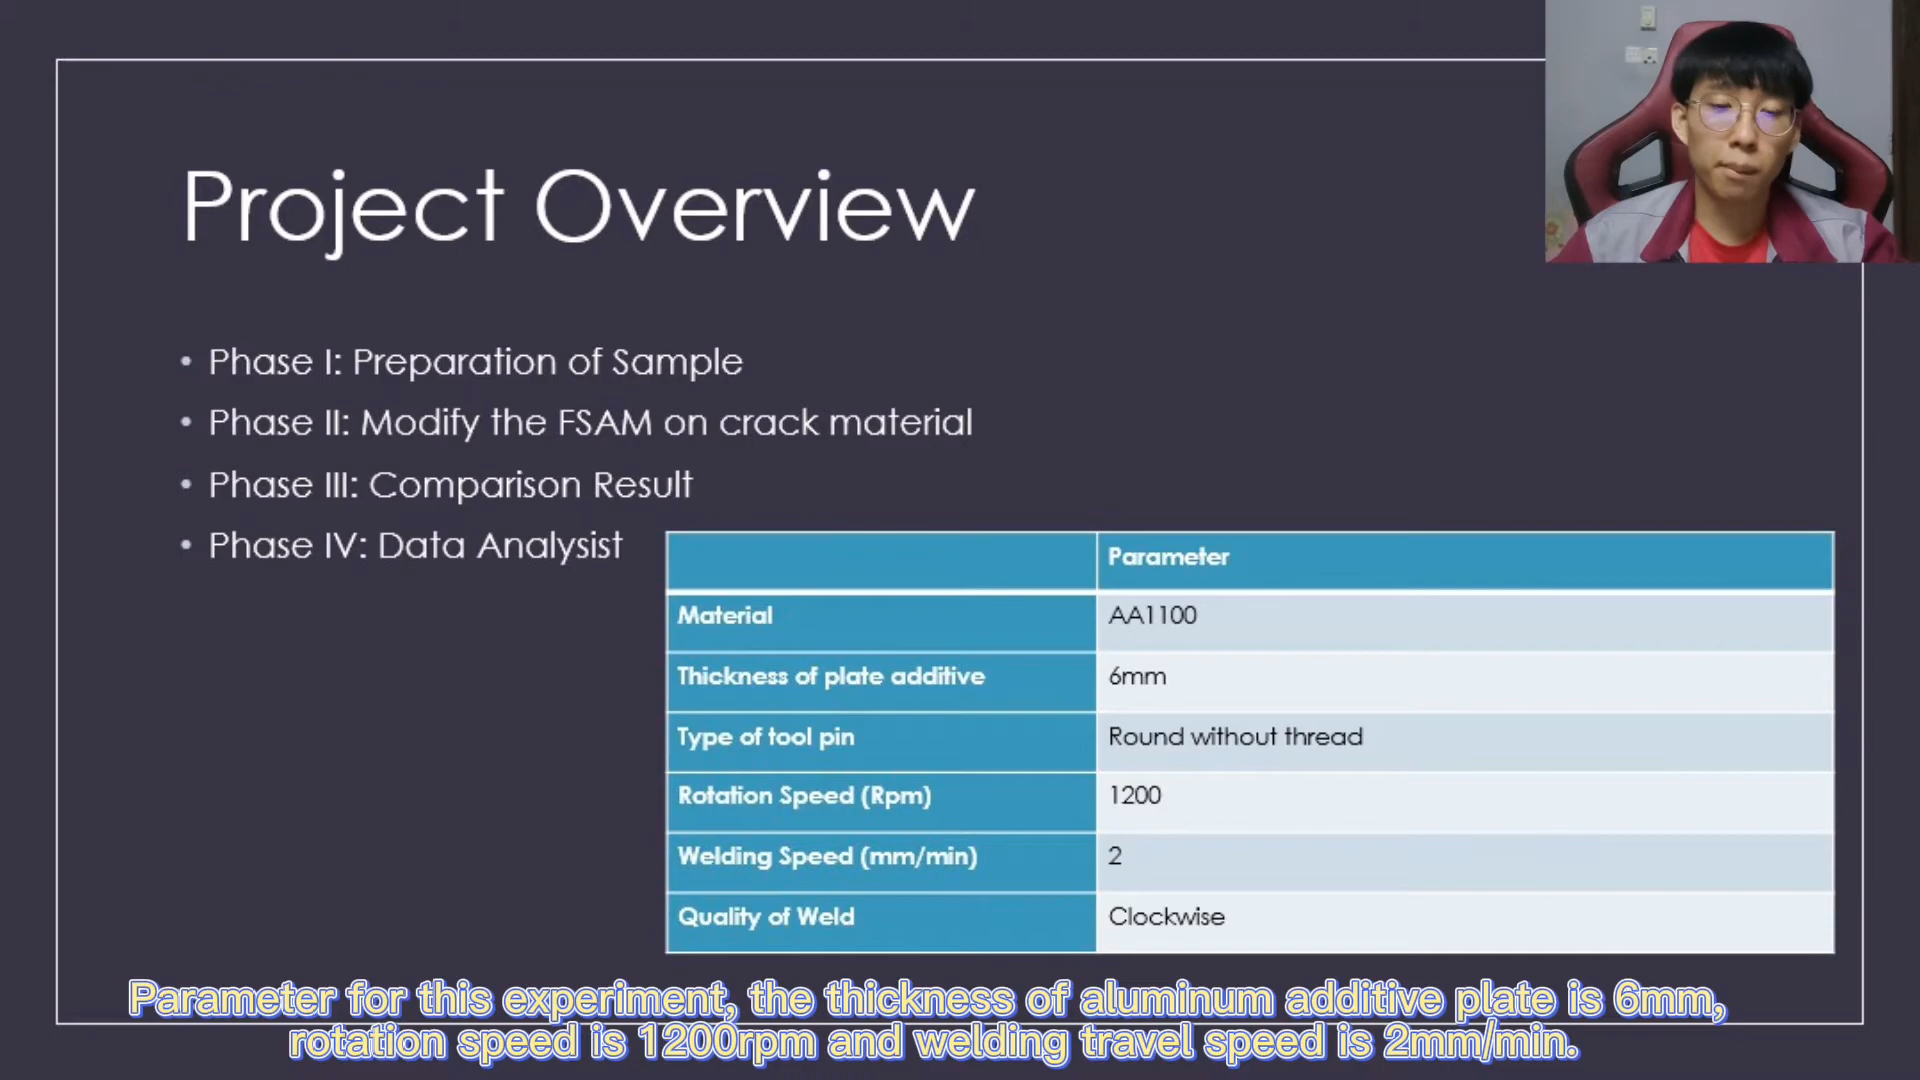 Project Overview
• Phase I: Preparation of Sample
• Phase II: Modify the FSAM on crack material
• Phase III: Comparison Result
• Phase IV: Data Analysist
Parameter
Material AA1100
Thickness of plate additive 6mm
Type of tool pin Round without thread
Rotation Speed (Rpm) 1200
Welding Speed (mm/min) 2
Quality of Weld Clockwise
Parameter for this experiment, the thickness of aluminum additive plate is 6mm,
rotation speed is 1200rpm and welding travel speed is 2mm/min.